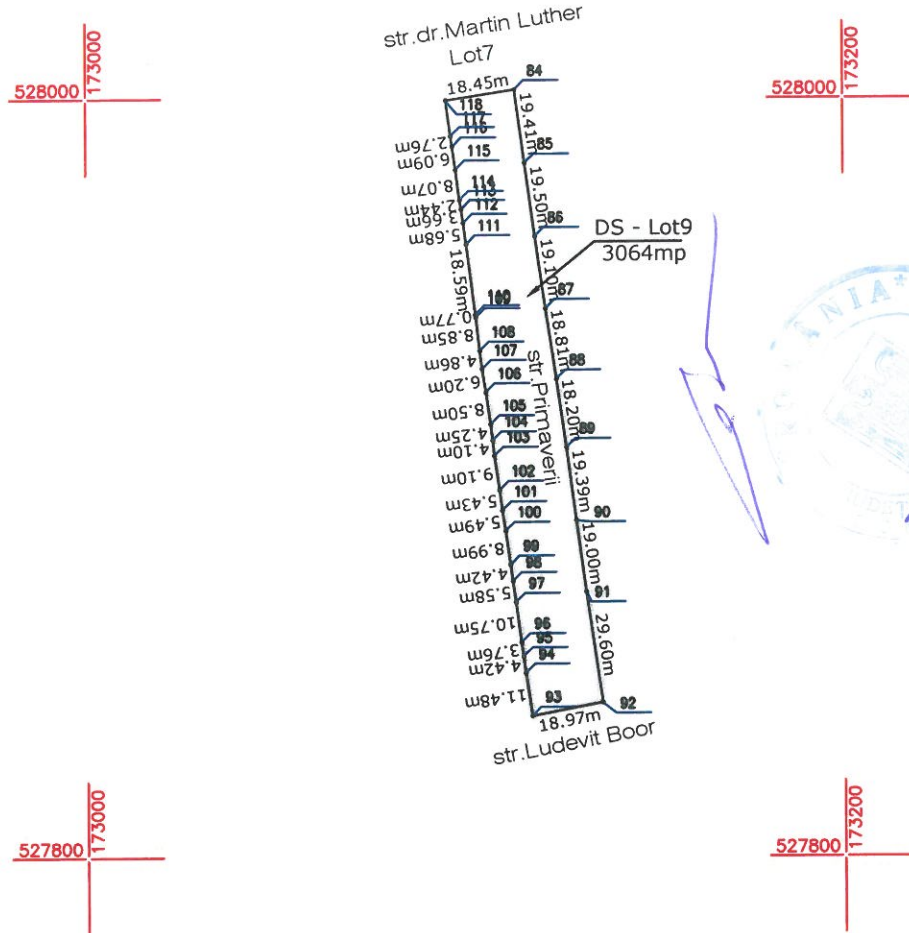 str.dr.Martin Luther
Lot7
528000
173000
528000
173200
18.45m
84
118
117
116
2.76m
19.41m
85
115
6.09m
114
113
8.07m
112
2.44m
3.66m
111
5.68m
19.50m
86
DS - Lot9
3064mp
18.59m
19.10m
87
110
0.77m
108
8.85m
107
4.86m
18.81m
88
106
6.20m
str.Primaverii
105
8.50m
104
4.25m
103
4.10m
18.20m
89
102
9.10m
101
5.43m
19.39m
100
5.49m
90
99
8.99m
98
4.42m
97
5.58m
19.00m
91
96
10.75m
95
3.76m
94
4.42m
29.60m
93
11.48m
92
18.97m
str.Ludevit Boor
527800
173000
527800
173200